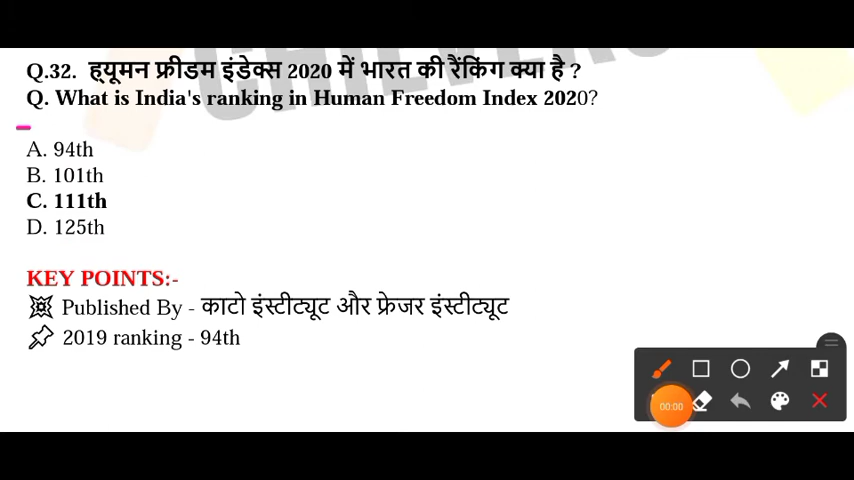 Q.32. ह्यूमन फ्रीडम इंडेक्स 2020 में भारत की रैंकिंग क्या है ?
Q. What is India's ranking in Human Freedom Index 2020?
A. 94th
B. 101th
C. 111th
D. 125th
KEY POINTS:-
Published By - काटो इंस्टीट्यूट और फ्रेजर इंस्टीट्यूट
2019 ranking - 94th
00:00